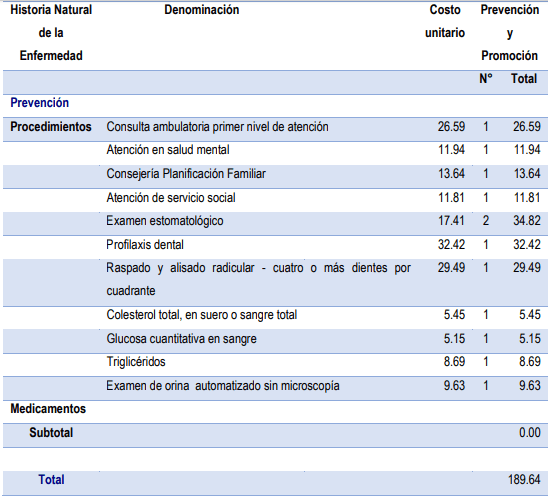 Historia Natural Denominación Costo Prevención
de la unitario y
Enfermedad Promoción
N° Total
Prevención
Procedimientos Consulta ambulatoria primer nivel de atención 26.59 1 26.59
Atención en salud mental 11.94 1 11.94
Consejería Planificación Familiar 13.64 1 13.64
Atención de servicio social 11.81 1 11.81
Examen estomatológico 17.41 2 34.82
Profilaxis dental 32.42 1 32.42
Raspado y alisado radicular - cuatro o más dientes por 29.49 1 29.49
cuadrante
Colesterol total, en suero o sangre total 5.45 1 5.45
Glucosa cuantitativa en sangre 5.15 1 5.15
Triglicéridos 8.69 1 8.69
Examen de orina automatizado sin microscopía 9.63 1 9.63
Medicamentos
Subtotal 0.00
Total 189.64